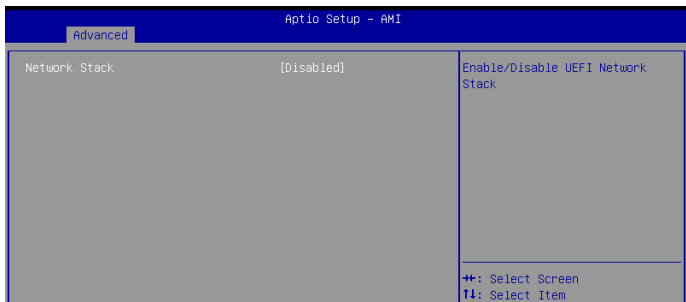 Aptio Setup – AMI
Advanced
Network Stack [Disabled]
Enable/Disable UEFI Network
Stack
→←: Select Screen
↑↓: Select Item